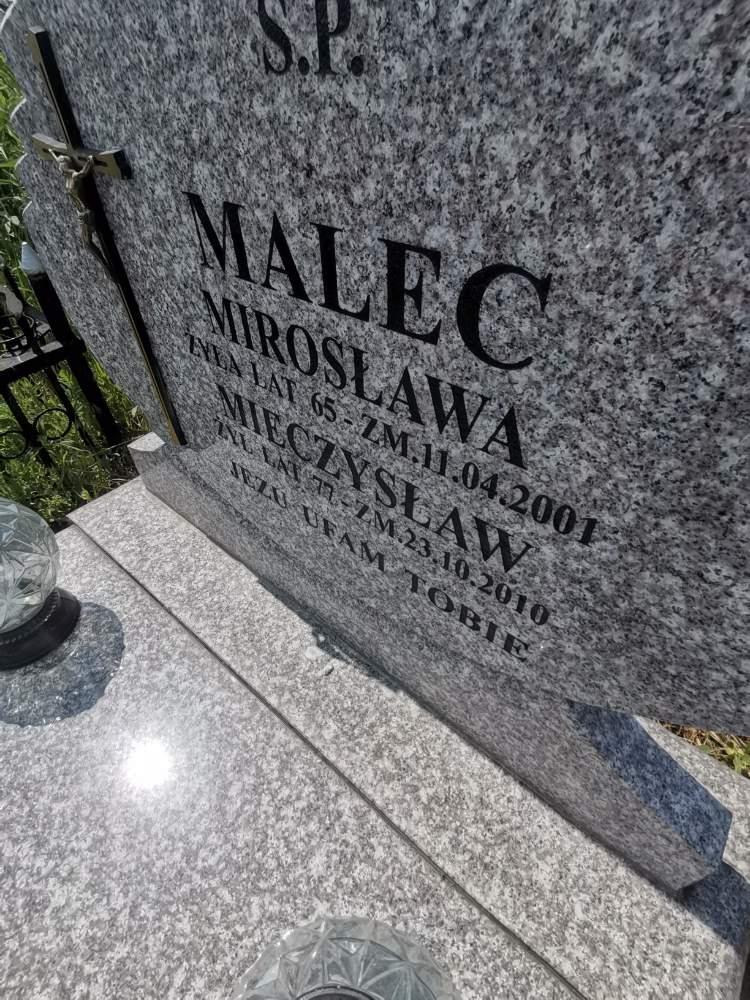 Ś.P.
MALEC
MIROSŁAWA
ŻYŁA LAT 65 - ZM.11.04.2001
MIECZYSŁAW
ŻYŁ LAT 77 - ZM.23.10.2010
JEZU UFAM TOBIE